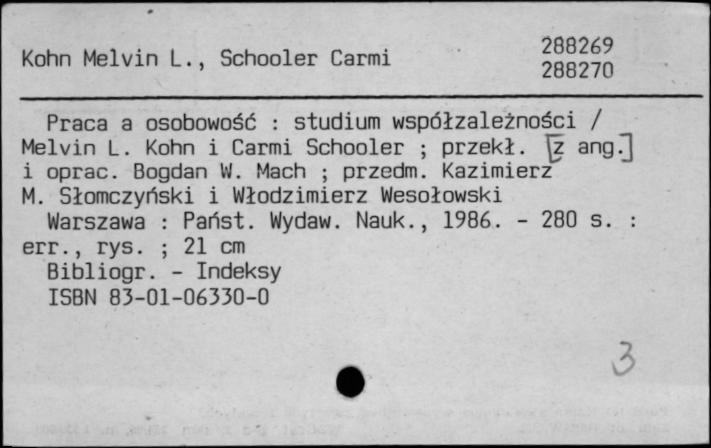 Kohn Melvin L., Schooler Carmi 288269
288270
Praca a osobowość : studium współzależności /
Melvin L. Kohn i Carmi Schooler ; przekł. [z ang.]
i oprac. Bogdan W. Mach ; przedm. Kazimierz
M. Słomczyński i Włodzimierz Wesołowski
Warszawa : Państ. Wydaw. Nauk., 1986. - 280 s. :
err., rys. ; 21 cm
Bibliogr. - Indeksy
ISBN 83-01-06330-0
3